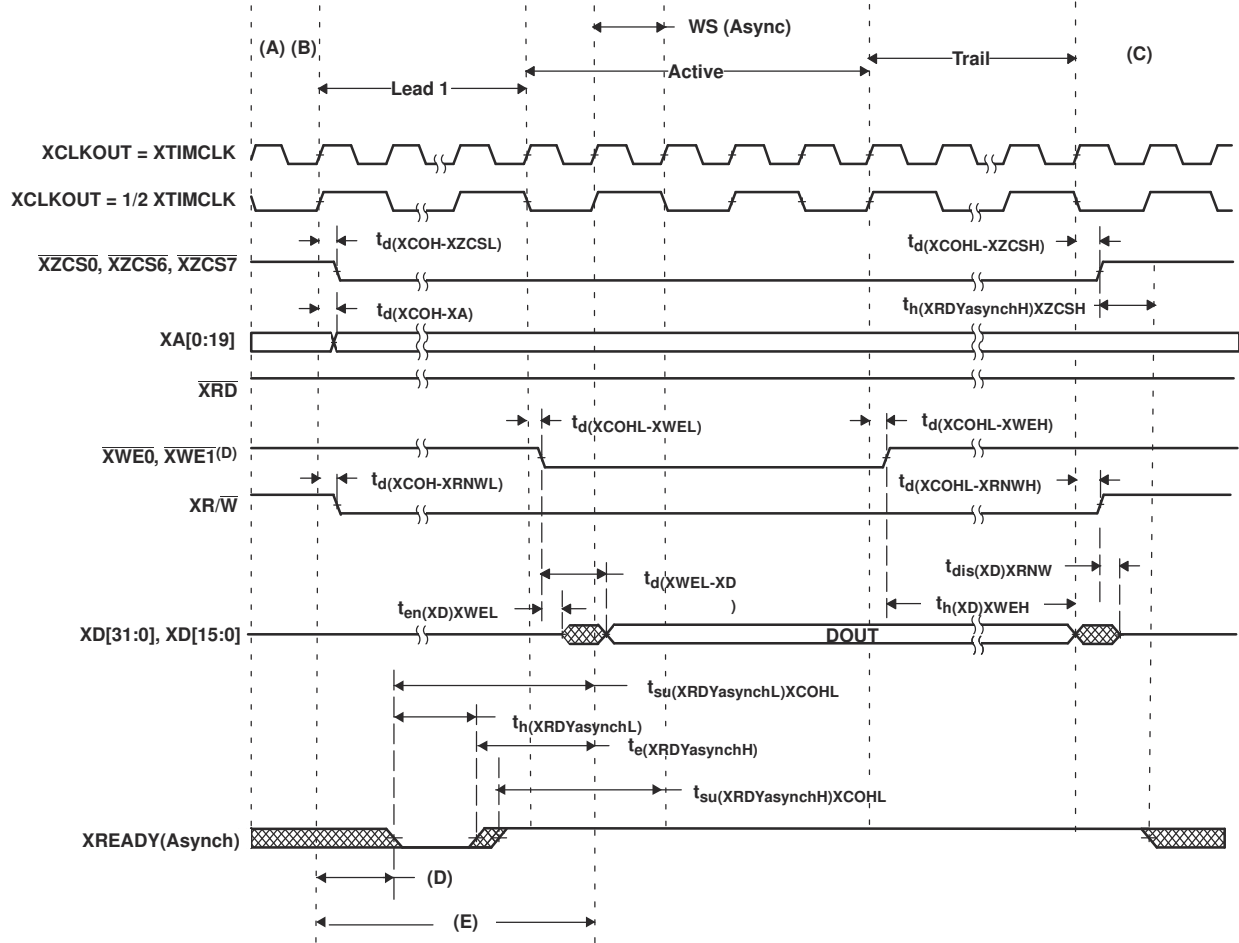 WS (Async)
(A) (B)
(C)
Trail
Active
Lead 1
XCLKOUT = XTIMCLK
XCLKOUT = 1/2 XTIMCLK
td(XCOH-XZCSL)
td(XCOHL-XZCSH)
XZCS0, XZCS6, XZCS7
th(XRDYasynchH)XZCSH
td(XCOH-XA)
XA[0:19]
XRD
td(XCOHL-XWEL)
td(XCOHL-XWEH)
XWE0, XWE1(D)
td(XCOH-XRNWL)
td(XCOHL-XRNWH)
XR/W
tdis(XD)XRNW
td(XWEL-XD
)
ten(XD)XWEL
th(XD)XWEH
XD[31:0], XD[15:0]
DOUT
tsu(XRDYasynchL)XCOHL
th(XRDYasynchL)
te(XRDYasynchH)
tsu(XRDYasynchH)XCOHL
XREADY(Asynch)
(D)
(E)